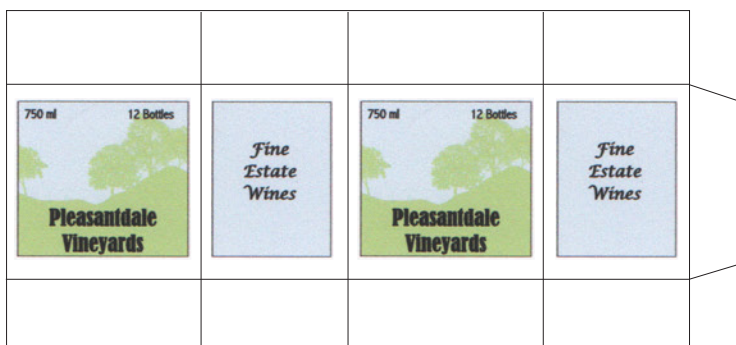 750 ml 12 Bottles
Pleasantdale
Vineyards
Fine
Estate
Wines
750 ml 12 Bottles
Pleasantdale
Vineyards
Fine
Estate
Wines